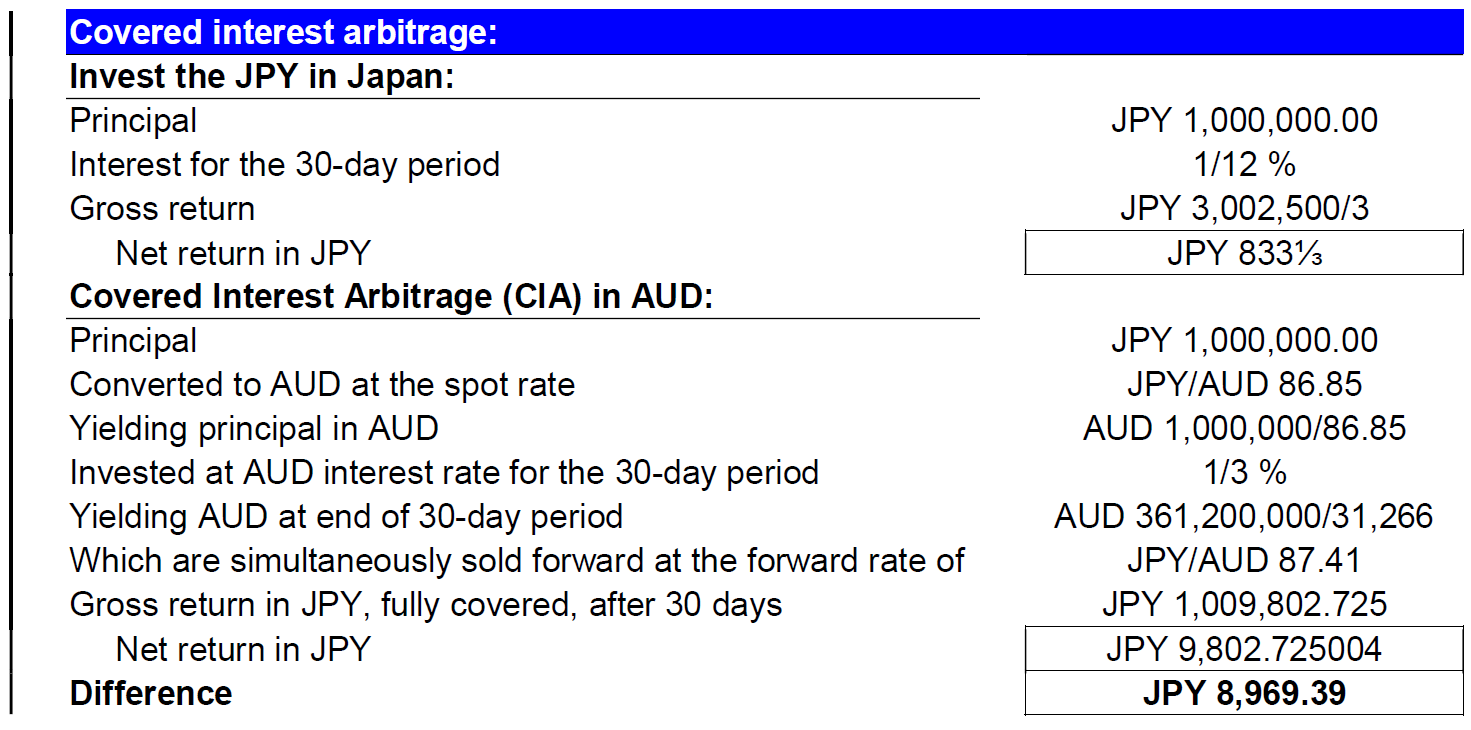 Covered interest arbitrage:
Invest the JPY in Japan:
Principal JPY 1,000,000.00
Interest for the 30-day period 1/12 %
Gross return JPY 3,002,500/3
Net return in JPY JPY 833⅓
Covered Interest Arbitrage (CIA) in AUD:
Principal JPY 1,000,000.00
Converted to AUD at the spot rate JPY/AUD 86.85
Yielding principal in AUD AUD 1,000,000/86.85
Invested at AUD interest rate for the 30-day period 1/3 %
Yielding AUD at end of 30-day period AUD 361,200,000/31,266
Which are simultaneously sold forward at the forward rate of JPY/AUD 87.41
Gross return in JPY, fully covered, after 30 days JPY 1,009,802.725
Net return in JPY JPY 9,802.725004
Difference JPY 8,969.39